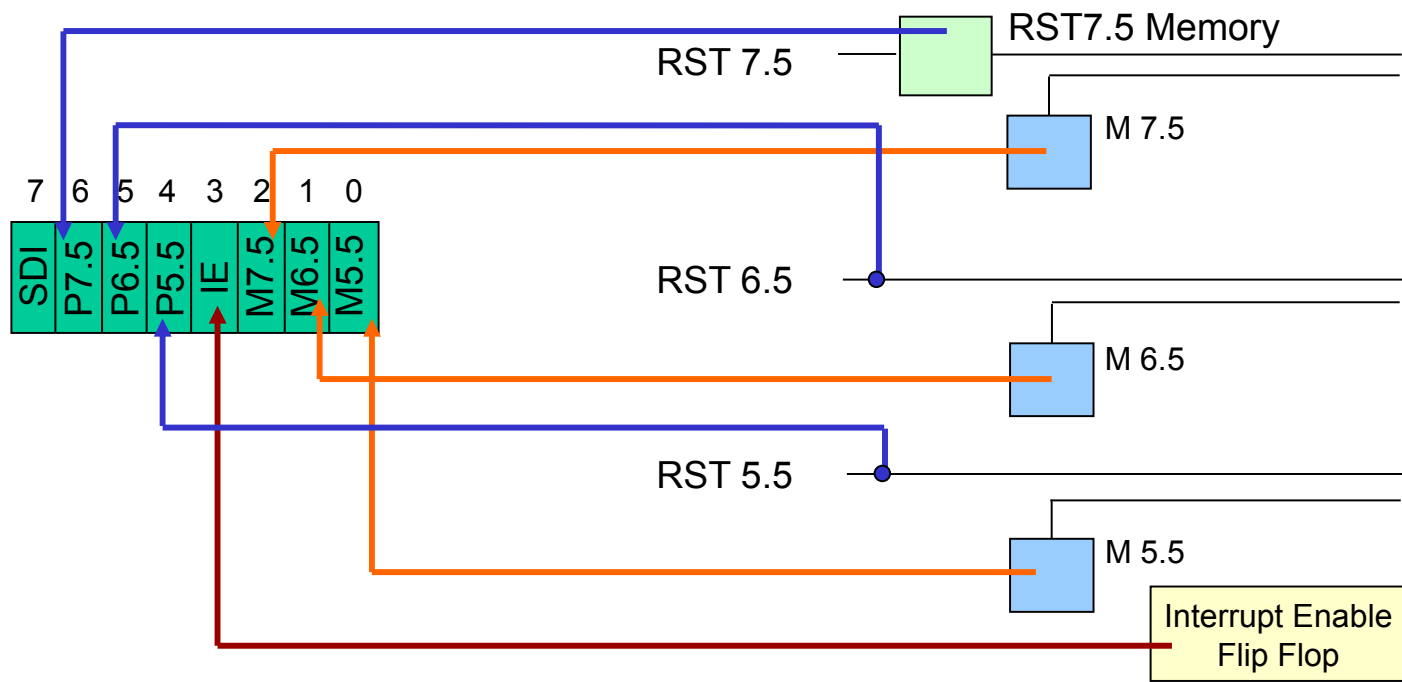 RST7.5 Memory
RST 7.5
M 7.5
7 6 5 4 3 2 1 0
SDI
P7.5
P6.5
P5.5
IE
M7.5
M6.5
M5.5
RST 6.5
M 6.5
RST 5.5
M 5.5
Interrupt Enable
Flip Flop